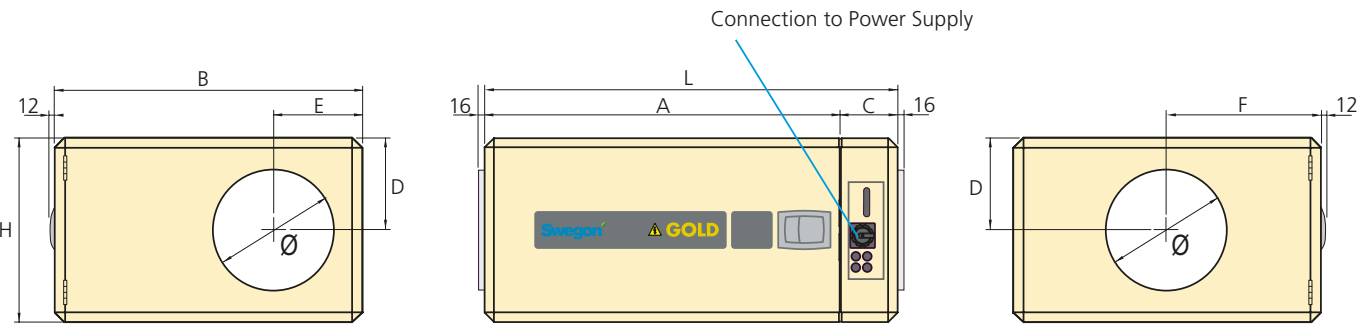 Connection to Power Supply
B
L
12
E
16
A
C
16
F
12
D
D
H
Swegon
GOLD
Ø
Ø